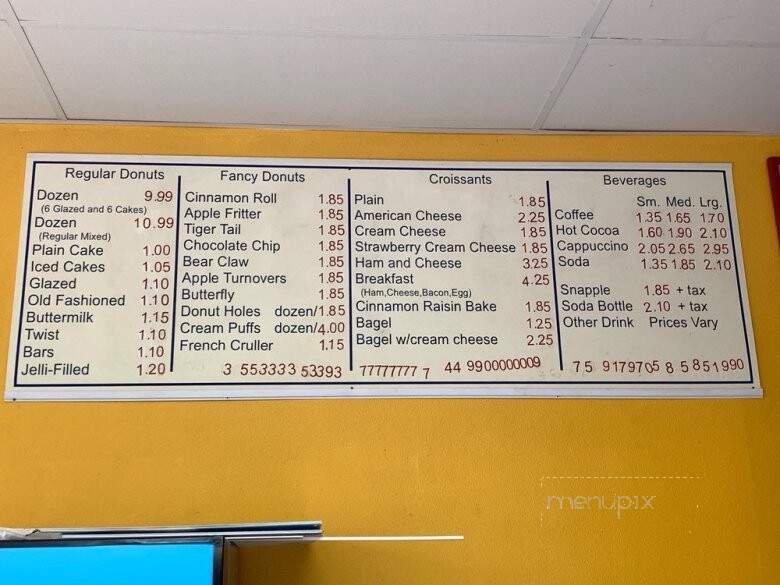 Regular Donuts
Dozen 9.99
(6 Glazed and 6 Cakes)
Dozen 10.99
(Regular Mixed)
Plain Cake 1.00
Iced Cakes 1.05
Glazed 1.10
Old Fashioned 1.10
Buttermilk 1.15
Twist 1.10
Bars 1.10
Jelli-Filled 1.20
Fancy Donuts
Cinnamon Roll 1.85
Apple Fritter 1.85
Tiger Tail 1.85
Chocolate Chip 1.85
Bear Claw 1.85
Apple Turnovers 1.85
Butterfly 1.85
Donut Holes dozen/1.85
Cream Puffs dozen/4.00
French Cruller 1.15
3 553333 53393
Croissants
Plain 1.85
American Cheese 2.25
Cream Cheese 1.85
Strawberry Cream Cheese 1.85
Ham and Cheese 3.25
Breakfast 4.25
(Ham,Cheese,Bacon,Egg)
Cinnamon Raisin Bake 1.85
Bagel 1.25
Bagel w/cream cheese 2.25
77777777 7 44 9900000009
Beverages
Sm. Med. Lrg.
Coffee 1.35 1.65 1.70
Hot Cocoa 1.60 1.90 2.10
Cappuccino 2.05 2.65 2.95
Soda 1.35 1.85 2.10
Snapple 1.85 + tax
Soda Bottle 2.10 + tax
Other Drink Prices Vary
75 9179705 8 5 851990
menupix